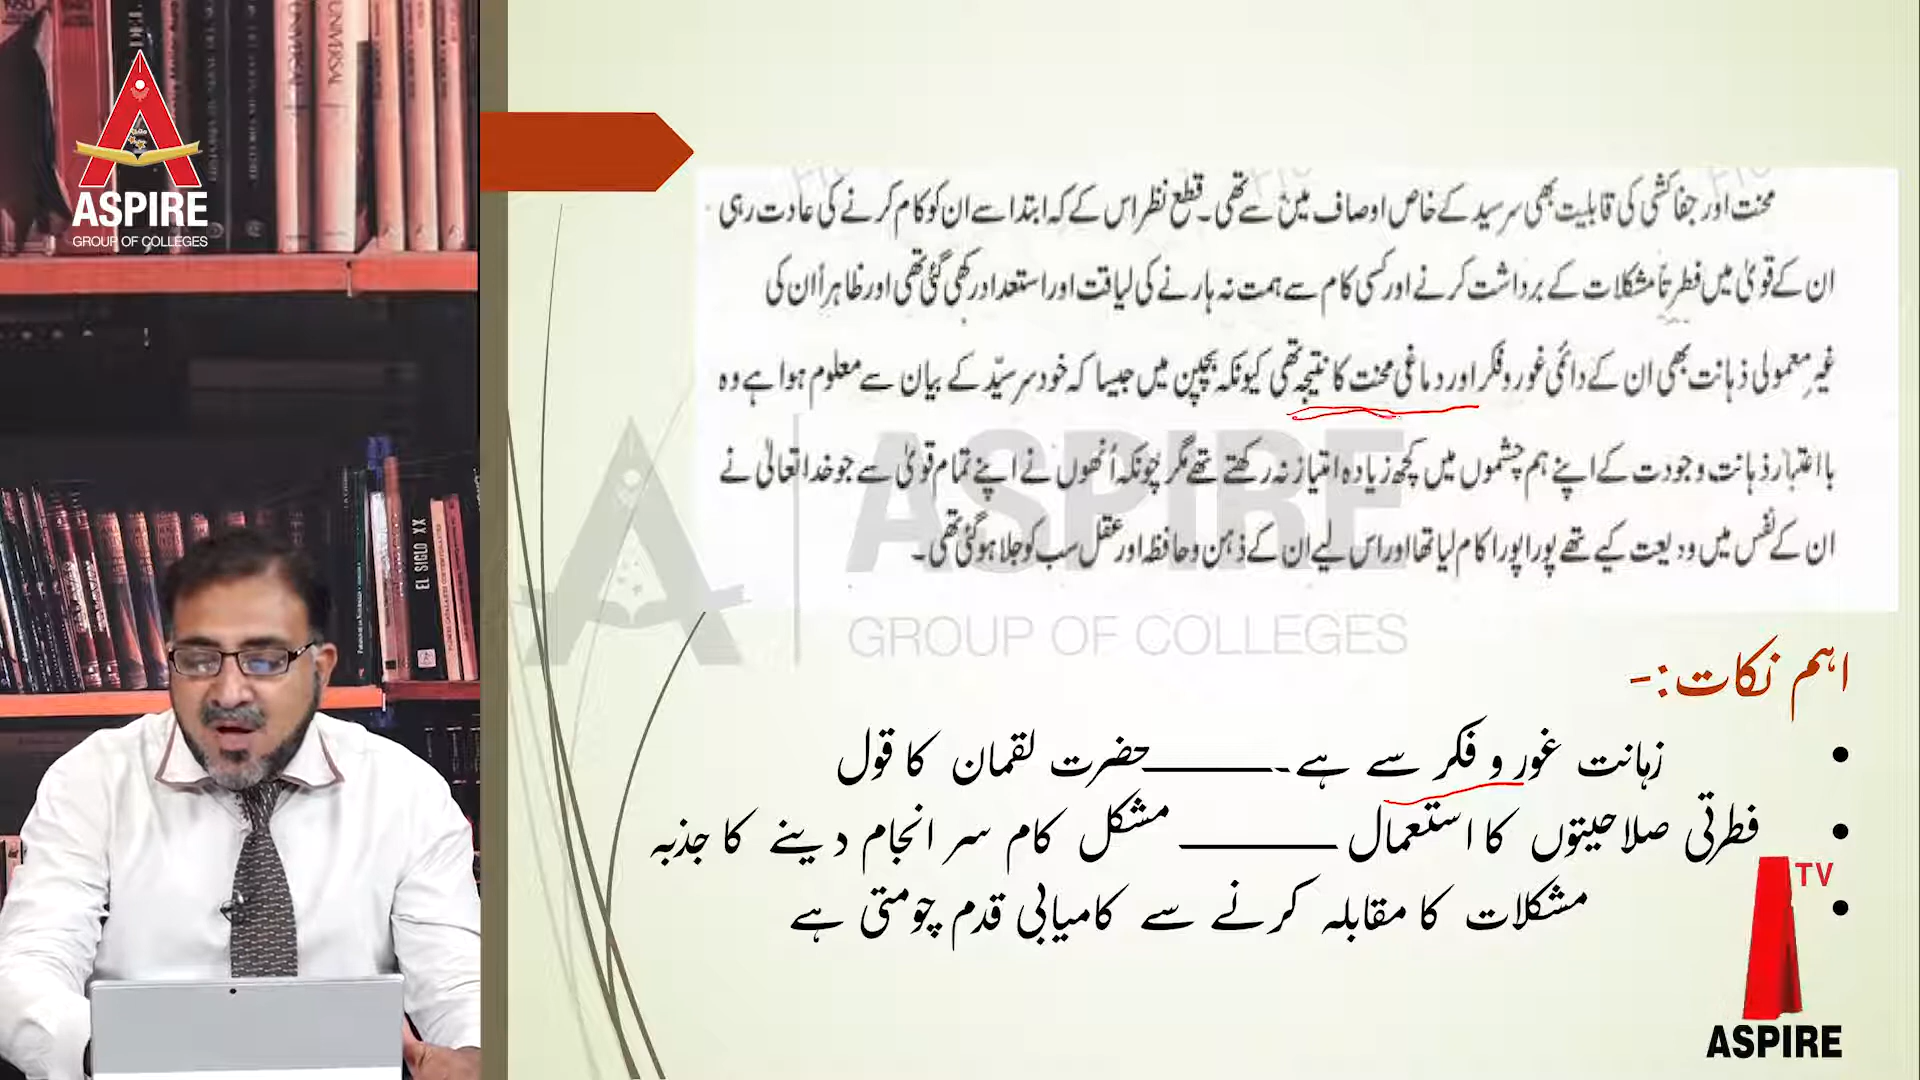 ASPIRE
GROUP OF COLLEGES
UNIVERSAL
UNIVERSAL
EL SIGLO XX
محنت اور جفاکشی کی قابلیت بھی سرسید کے خاص اوصاف میں سے تھی۔ قطع نظر اس کے کہ ابتدا سے ان کو کام کرنے کی عادت رہی
ان کے قویٰ میں فطرتاً مشکلات کے برداشت کرنے اور کسی کام سے ہمت نہ ہارنے کی لیاقت اور استعداد رکھی گئی تھی اور ظاہراً ان کی
غیر معمولی ذہانت بھی ان کے دائمی غور و فکر اور دماغی محنت کا نتیجہ تھی کیونکہ بچپن میں جیسا کہ خود سرسیّد کے بیان سے معلوم ہوا ہے وہ
بااعتبار ذہانت و جودت کے اپنے ہم چشموں میں کچھ زیادہ امتیاز نہ رکھتے تھے مگر چونکہ اُنھوں نے اپنے تمام قویٰ سے جو خدا تعالیٰ نے
ان کے نفس میں ودیعت کیے تھے پورا پورا کام لیا تھا اور اس لیے ان کے ذہن و حافظہ اور عقل سب کو جلا ہو گئی تھی۔
ASPIRE
GROUP OF COLLEGES
اہم نکات:-
• زہانت غور و فکر سے ہے۔______حضرت لقمان کا قول
• فطرتی صلاحیتوں کا استعمال ______ مشکل کام سر انجام دینے کا جذبہ
• مشکلات کا مقابلہ کرنے سے کامیابی قدم چومتی ہے
TV
ASPIRE